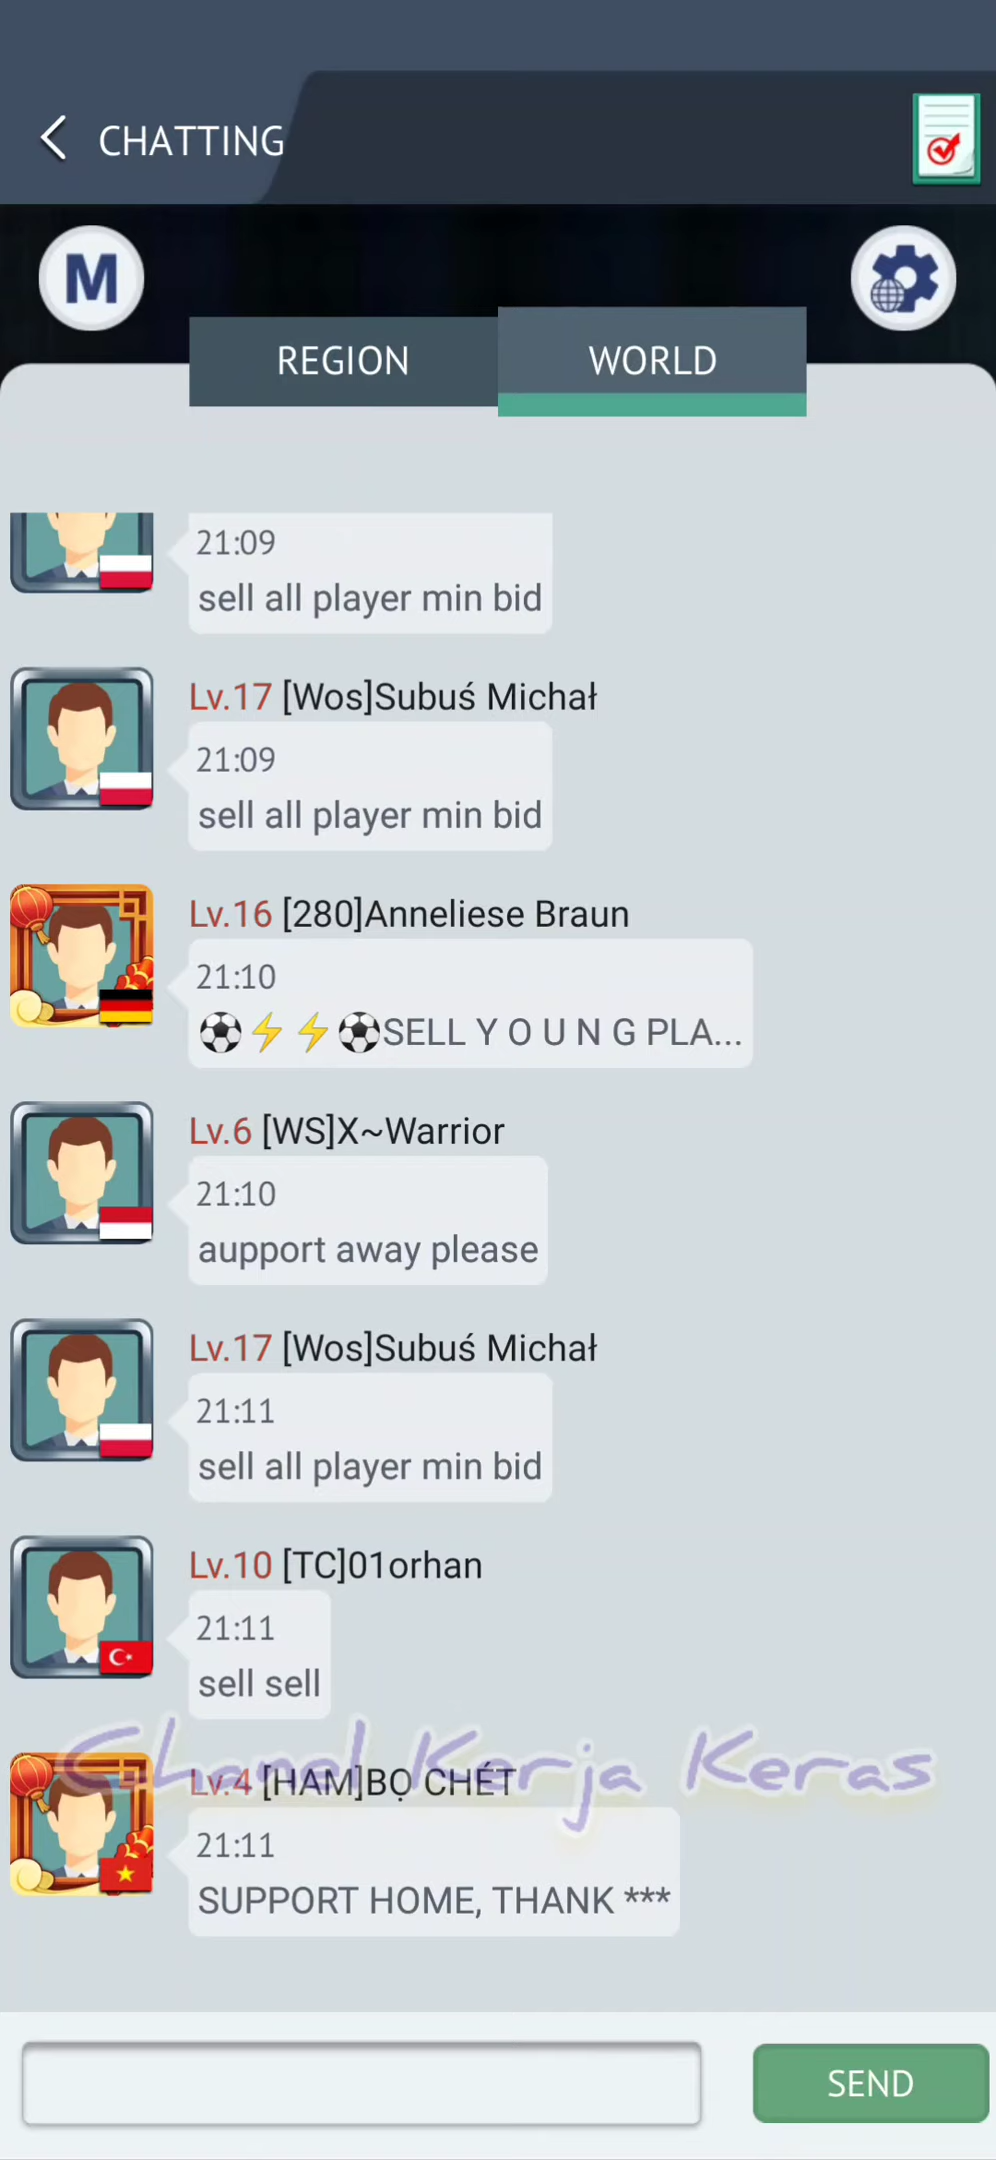 CHATTING
M
REGION
WORLD
21:09
sell all player min bid
Lv.17 [Wos]Subuś Michał
21:09
sell all player min bid
Lv.16 [280]Anneliese Braun
21:10
⚽⚡⚡⚽SELL Y O U N G PLA...
Lv.6 [WS]X~Warrior
21:10
aupport away please
Lv.17 [Wos]Subuś Michał
21:11
sell all player min bid
Lv.10 [TC]01orhan
21:11
sell sell
Chanel Kerja Keras
Lv.4 [HAM]BỌ CHÉT
21:11
SUPPORT HOME, THANK ***
SEND